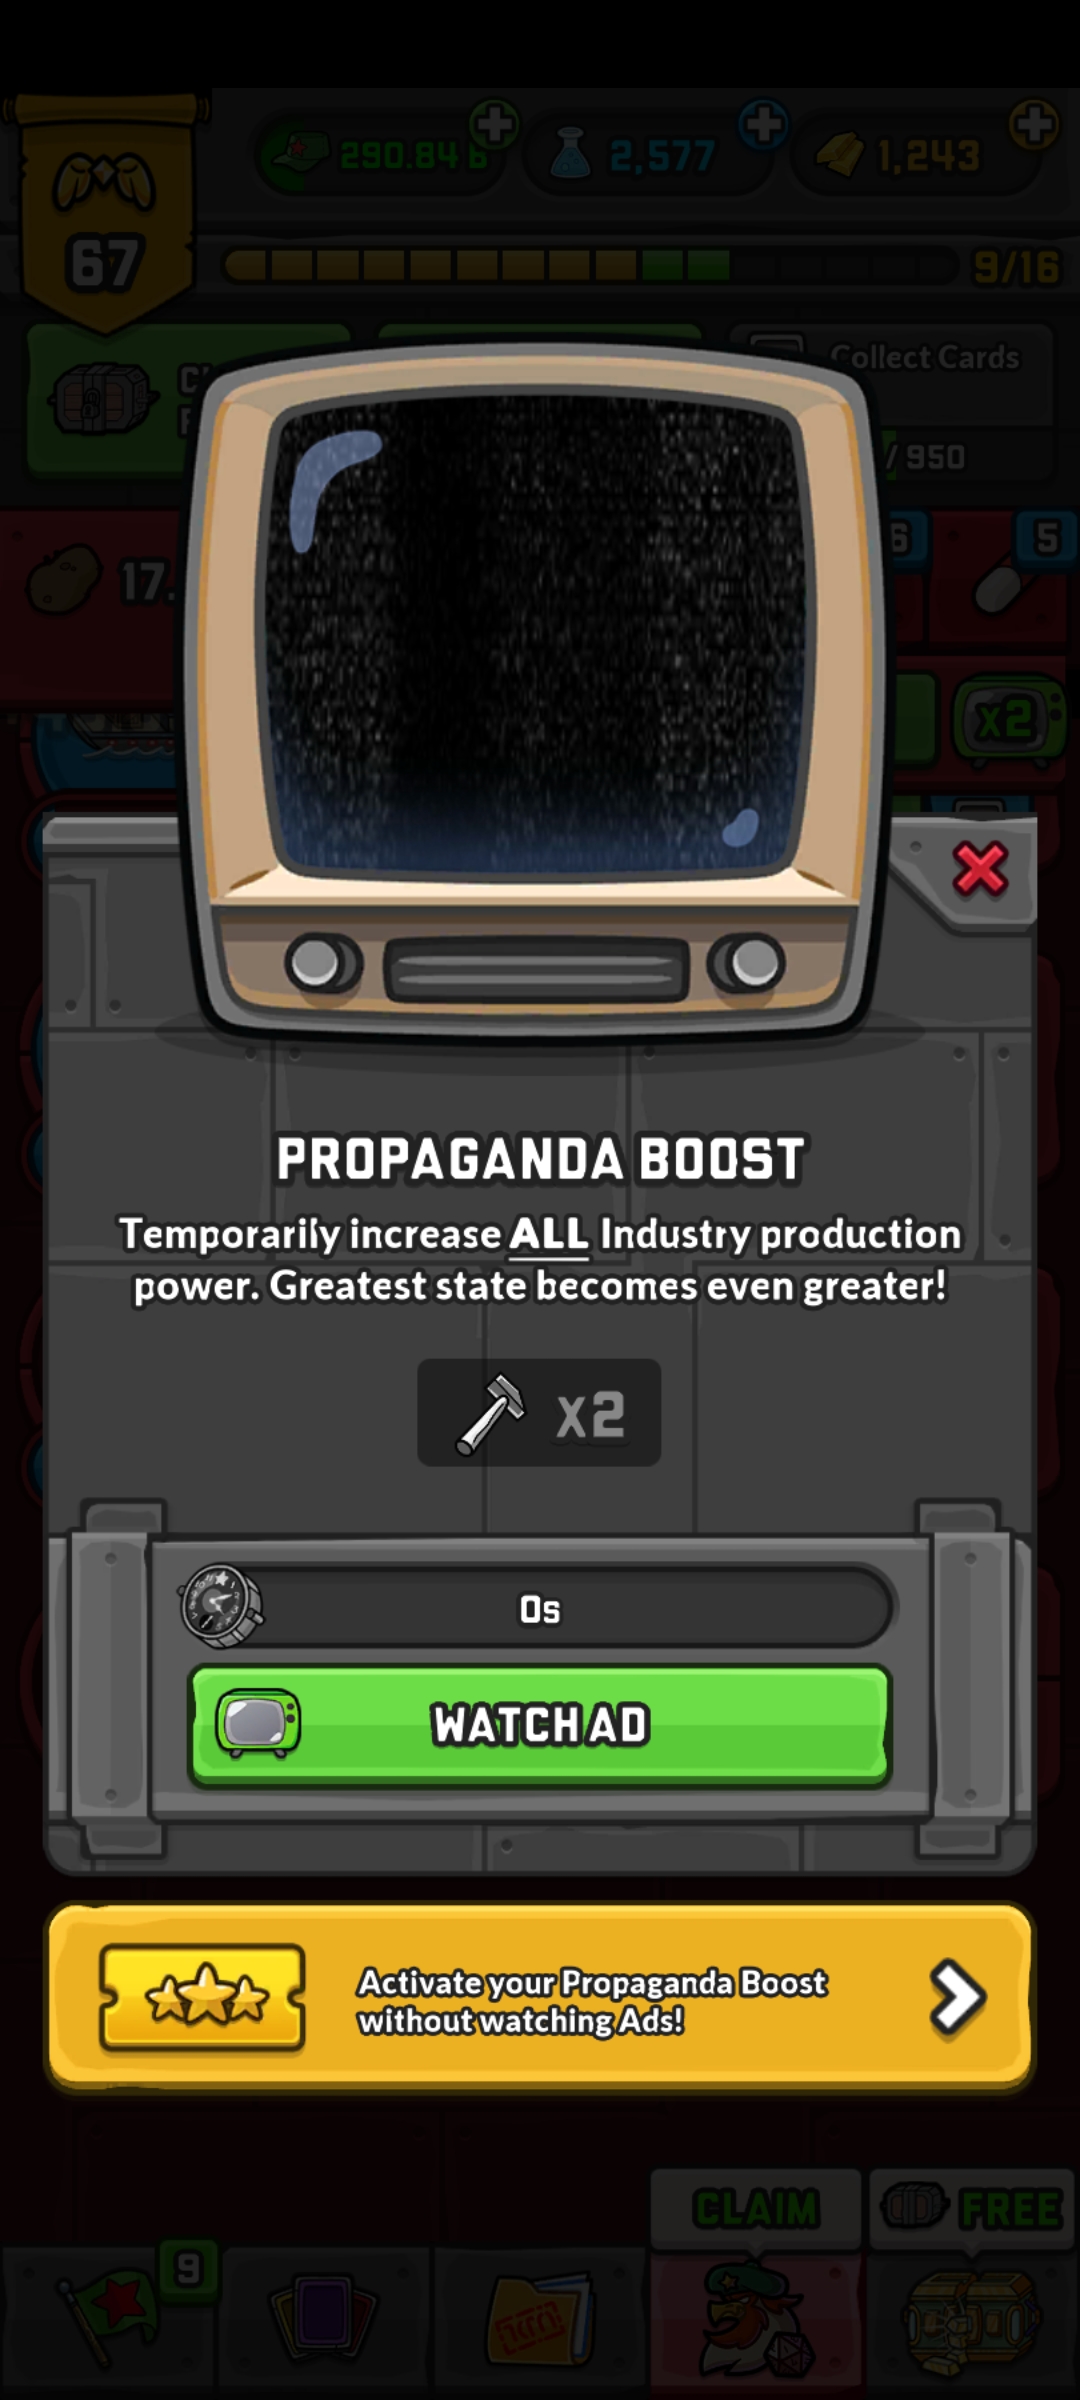 290.84 B
2,577
1,243
67
9/16
Collect Cards
/ 950
17.
6
5
x2
PROPAGANDA BOOST
Temporarily increase ALL Industry production
power. Greatest state becomes even greater!
x2
0s
WATCH AD
Activate your Propaganda Boost
without watching Ads!
CLAIM
FREE
9